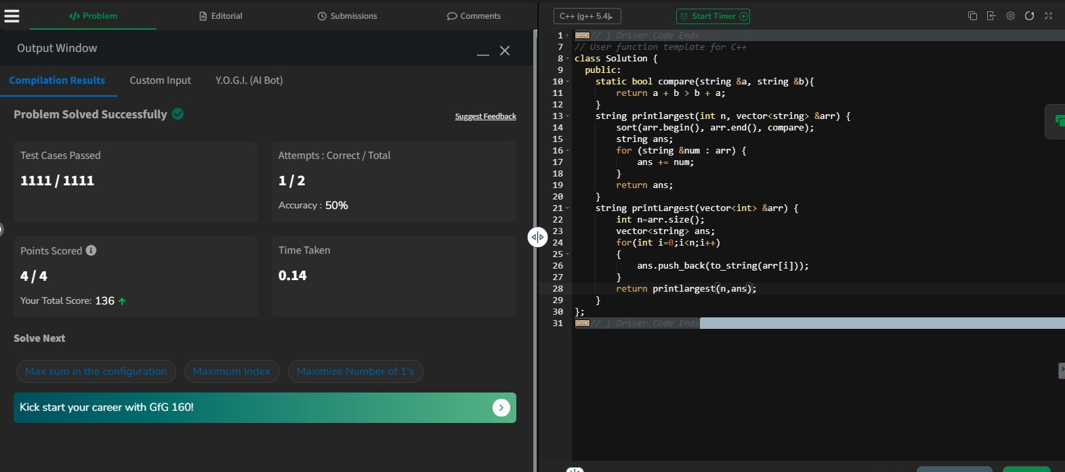 </> Problem
Editorial
Submissions
Comments
Output Window
Compilation Results
Custom Input
Y.O.G.I. (AI Bot)
Problem Solved Successfully
Suggest Feedback
Test Cases Passed
1111 / 1111
Attempts : Correct / Total
1 / 2
Accuracy : 50%
Points Scored
4 / 4
Your Total Score: 136
Time Taken
0.14
Solve Next
Max sum in the configuration
Maximum Index
Maximize Number of 1's
Kick start your career with GfG 160!
C++ (g++ 5.4)
Start Timer
1 // } Driver Code Ends
7 // User function template for C++
8 class Solution {
9 public:
10 static bool compare(string &a, string &b){
11 return a + b > b + a;
12 }
13 string printlargest(int n, vector<string> &arr) {
14 sort(arr.begin(), arr.end(), compare);
15 string ans;
16 for (string &num : arr) {
17 ans += num;
18 }
19 return ans;
20 }
21 string printLargest(vector<int> &arr) {
22 int n=arr.size();
23 vector<string> ans;
24 for(int i=0;i<n;i++)
25 {
26 ans.push_back(to_string(arr[i]));
27 }
28 return printlargest(n,ans);
29 }
30 };
31 // } Driver Code Ends